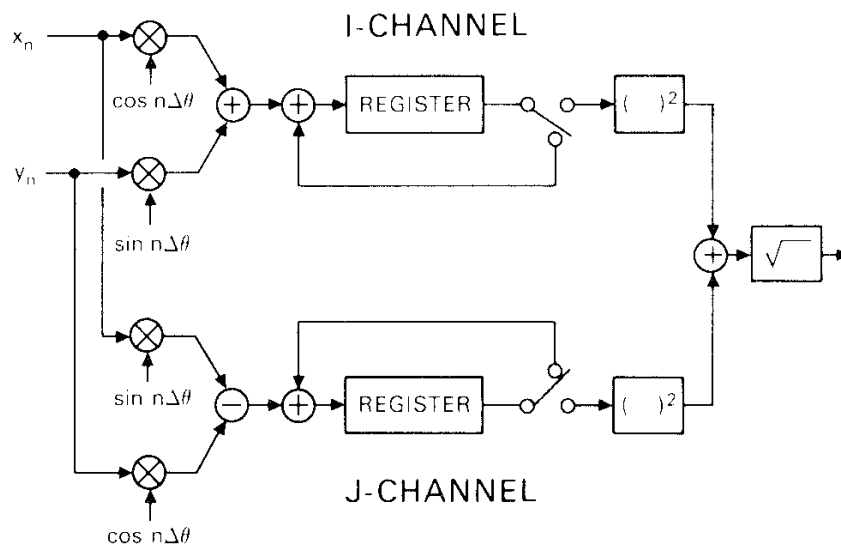 I-CHANNEL
xₙ
cos nΔθ
+
+
REGISTER
(  )²
yₙ
sin nΔθ
+
√
sin nΔθ
−
+
REGISTER
(  )²
cos nΔθ
J-CHANNEL